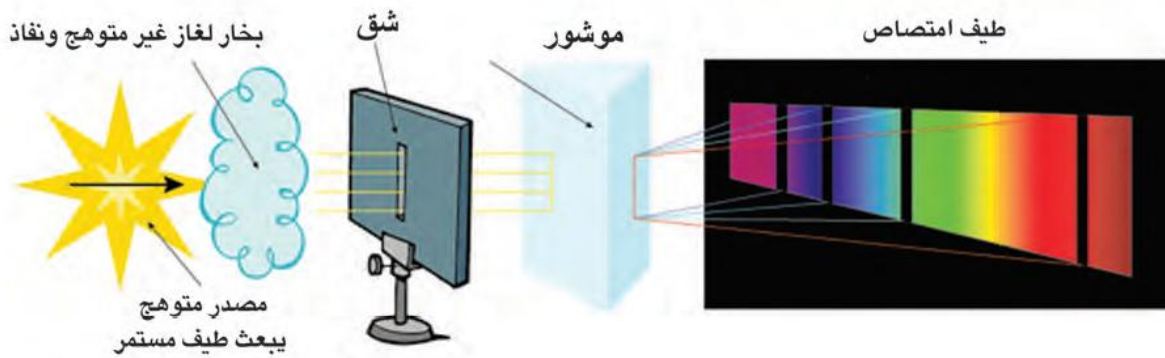 بخار لغاز غير متوهج ونفاذ
شق
موشور
طيف امتصاص
مصدر متوهج
يبعث طيف مستمر